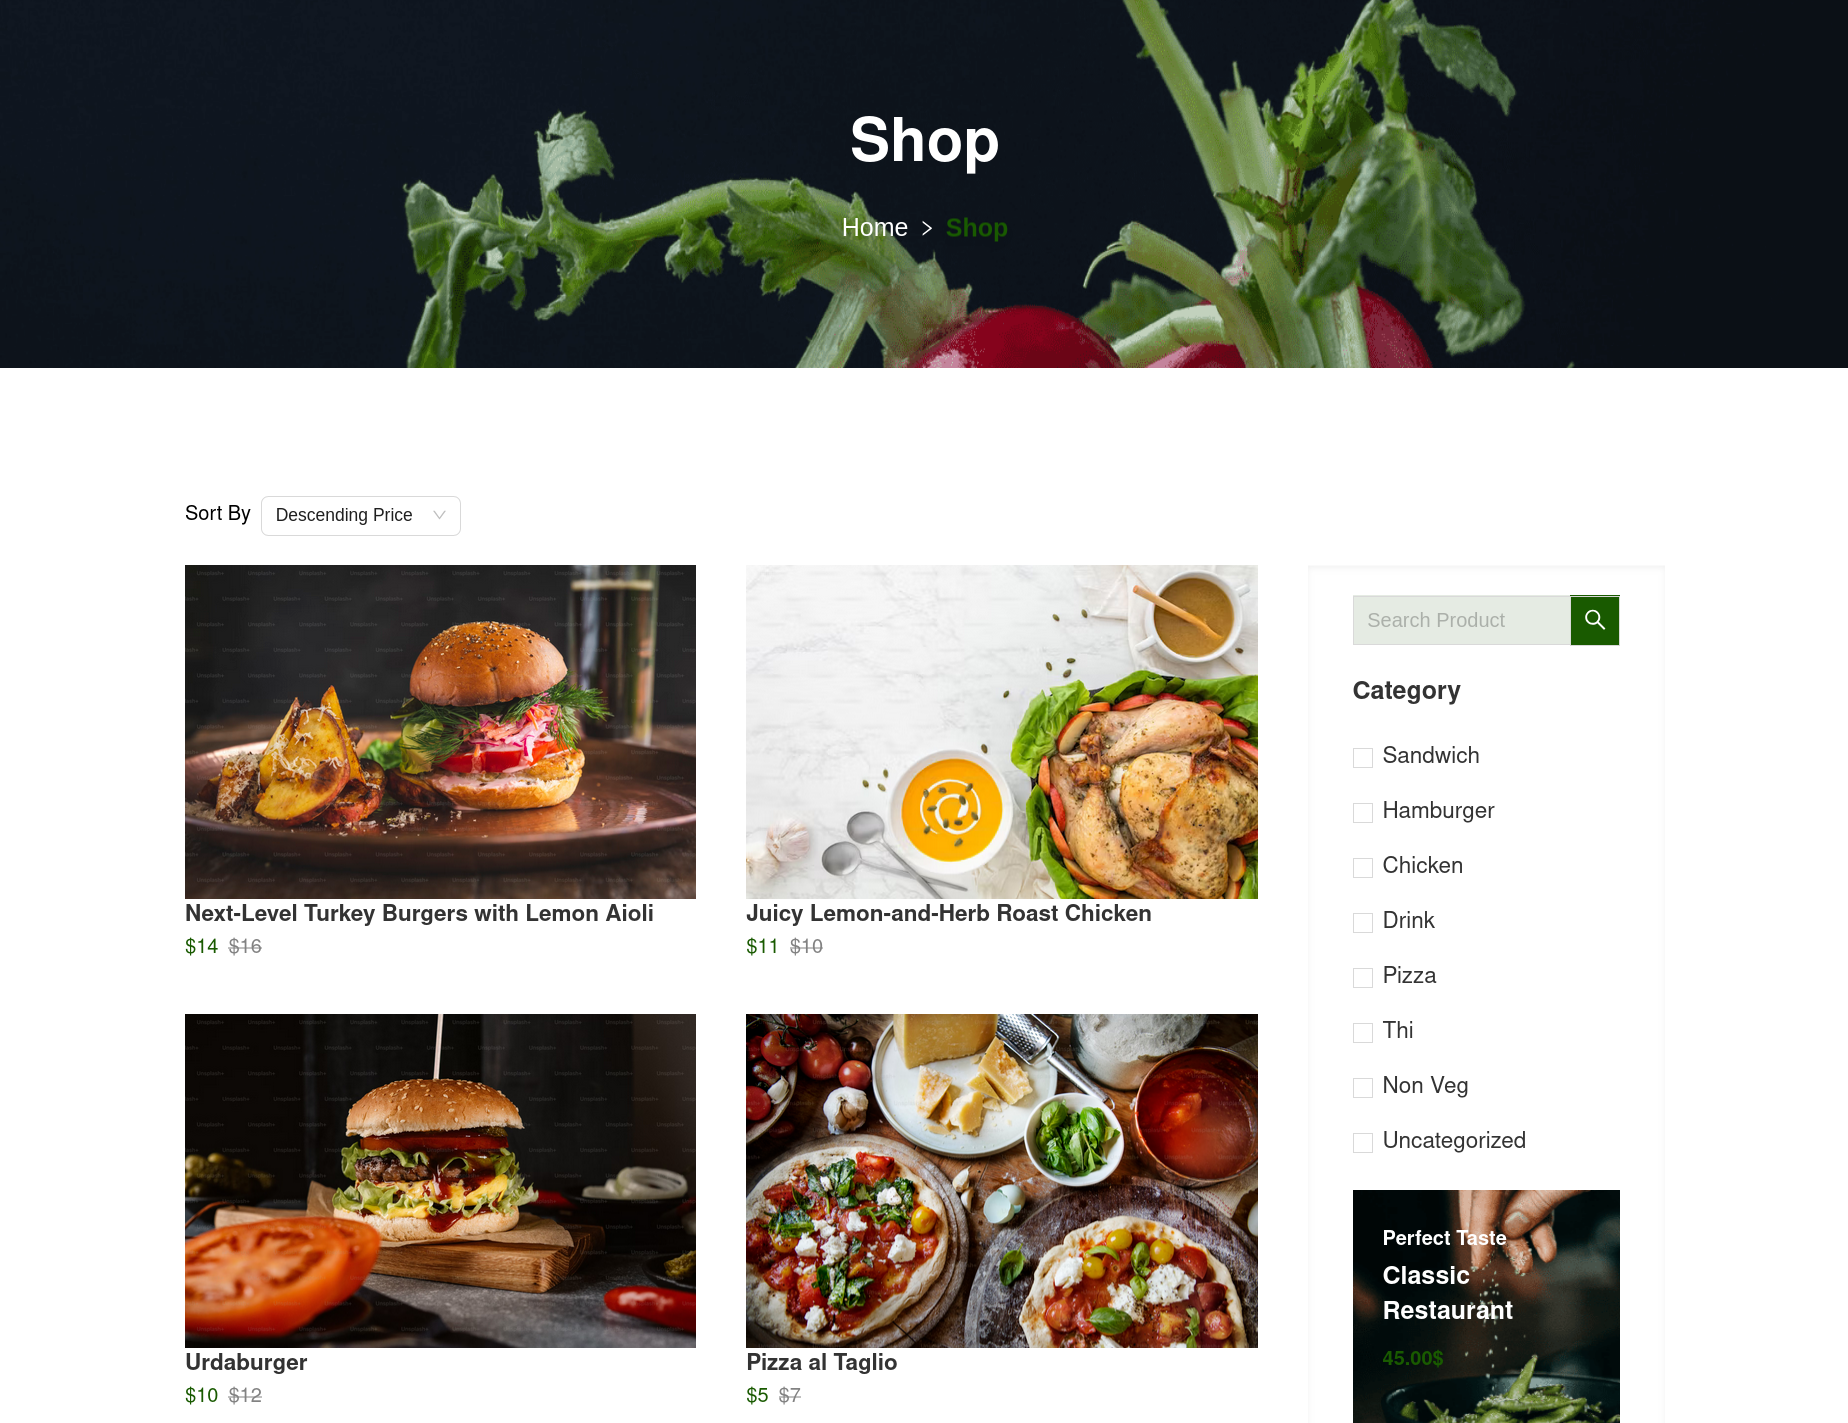 Shop
Home > Shop
Sort By Descending Price
Next-Level Turkey Burgers with Lemon Aioli
$14 $16
Juicy Lemon-and-Herb Roast Chicken
$11 $10
Urdaburger
$10 $12
Pizza al Taglio
$5 $7
Search Product
Category
Sandwich
Hamburger
Chicken
Drink
Pizza
Thi
Non Veg
Uncategorized
Perfect Taste
Classic
Restaurant
45.00$